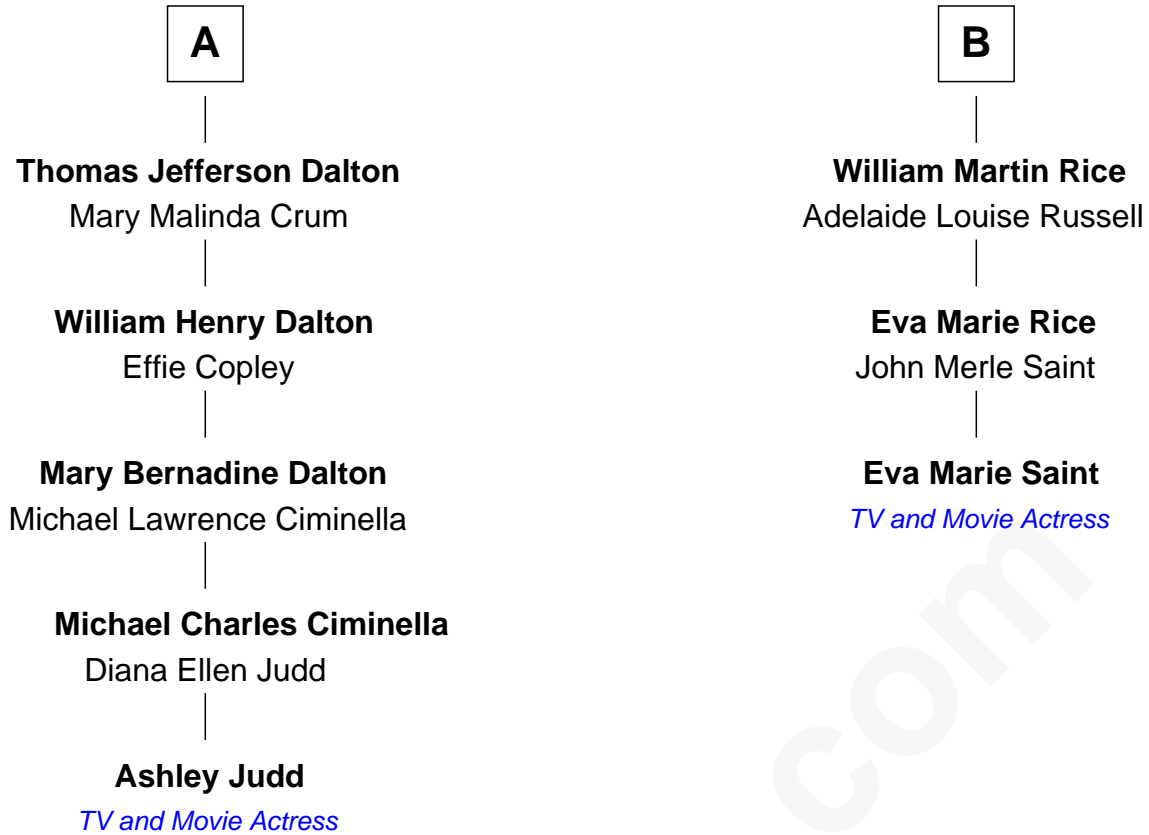 A
Thomas Jefferson Dalton
Mary Malinda Crum
William Henry Dalton
Effie Copley
Mary Bernadine Dalton
Michael Lawrence Ciminella
Michael Charles Ciminella
Diana Ellen Judd
Ashley Judd
TV and Movie Actress
B
William Martin Rice
Adelaide Louise Russell
Eva Marie Rice
John Merle Saint
Eva Marie Saint
TV and Movie Actress
com